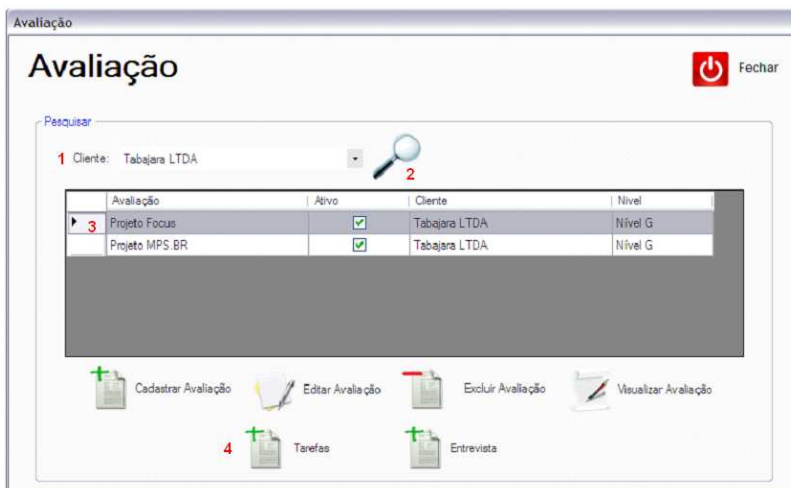 Avaliação
Avaliação
Fechar
Pesquisar
1 Cliente: Tabajara LTDA
2
Avaliação Ativo Cliente Nivel
3 Projeto Focus Tabajara LTDA Nível G
Projeto MPS.BR Tabajara LTDA Nível G
Cadastrar Avaliação Editar Avaliação Excluir Avaliação Visualizar Avaliação
4 Tarefas Entrevista